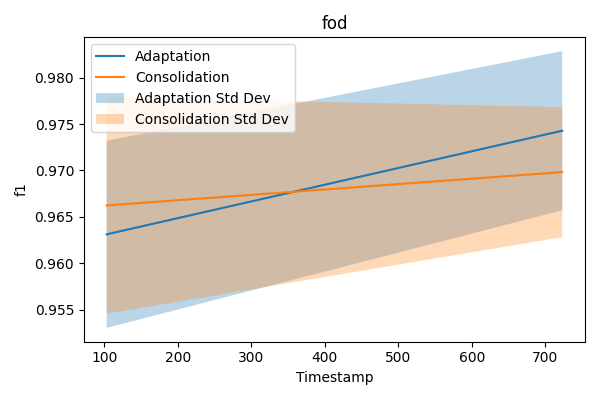 fod
Adaptation
Consolidation
Adaptation Std Dev
Consolidation Std Dev
0.980
0.975
0.970
0.965
0.960
0.955
f1
100 200 300 400 500 600 700
Timestamp